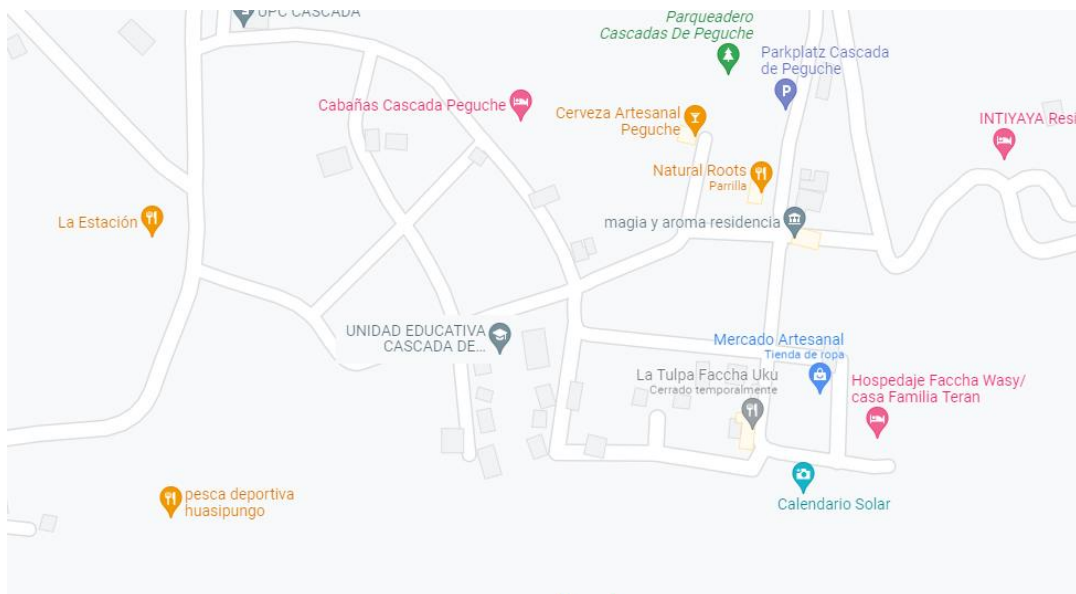 UPC CASCADA
Parqueadero
Cascadas De Peguche
Parkplatz Cascada
de Peguche
P
Cabañas Cascada Peguche
Cerveza Artesanal
Peguche
INTIYAYA Resi
Natural Roots
Parrilla
La Estación
magia y aroma residencia
UNIDAD EDUCATIVA
CASCADA DE...
Mercado Artesanal
Tienda de ropa
La Tulpa Faccha Uku
Cerrado temporalmente
Hospedaje Faccha Wasy/
casa Familia Teran
pesca deportiva
huasipungo
Calendario Solar